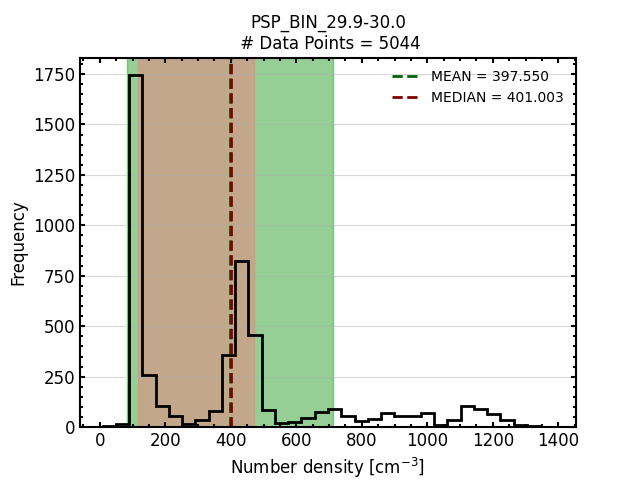 PSP_BIN_29.9-30.0
# Data Points = 5044
MEAN = 397.550
MEDIAN = 401.003
Frequency
1750
1500
1250
1000
750
500
250
0
0 200 400 600 800 1000 1200 1400
Number density [cm⁻³]